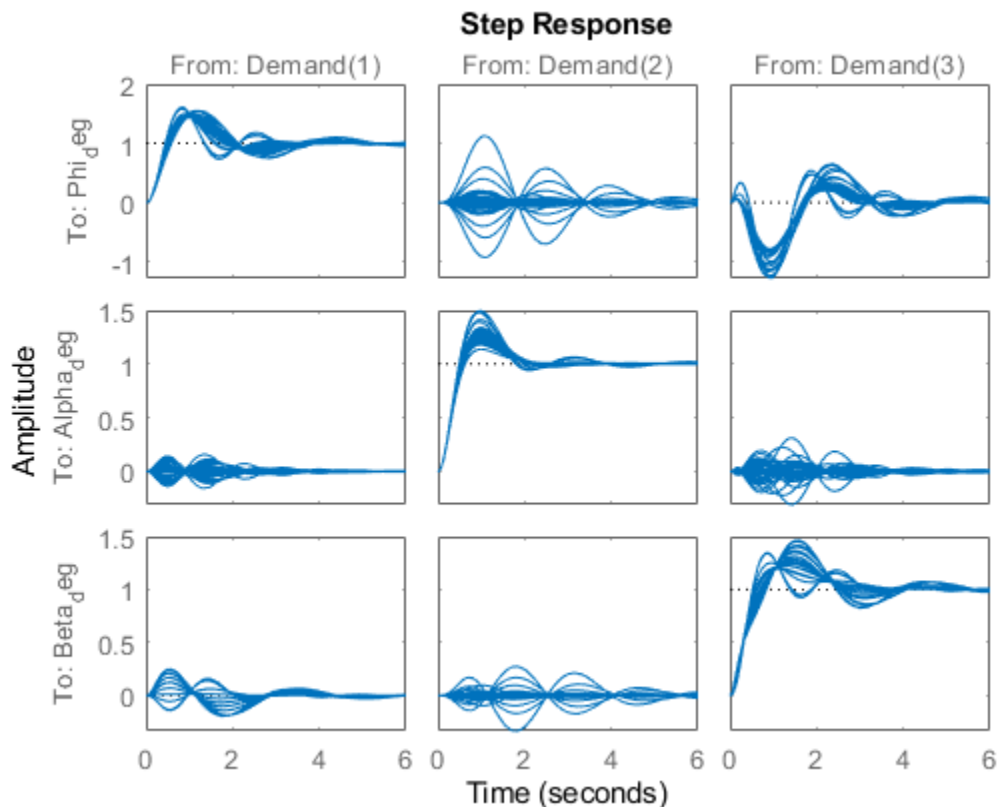 Step Response
From: Demand(1) From: Demand(2) From: Demand(3)
Amplitude
To: Phi_deg
2
1
0
-1
To: Alpha_deg
1.5
1
0.5
0
To: Beta_deg
1.5
1
0.5
0
0 2 4 6 0 2 4 6 0 2 4 6
Time (seconds)